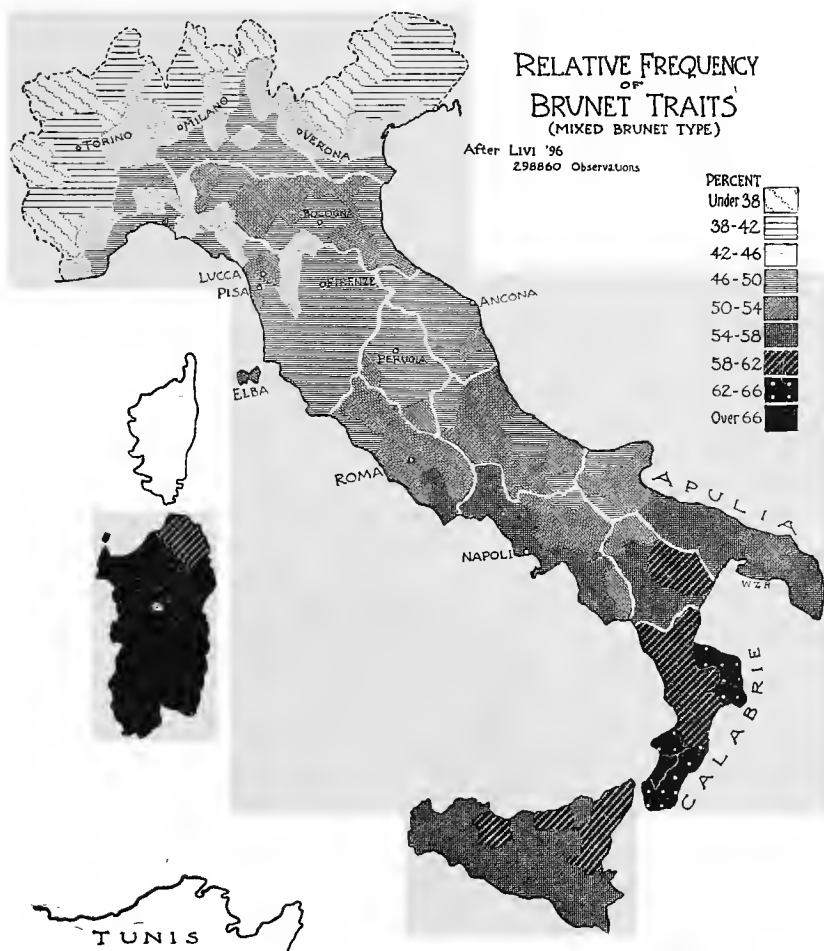 RELATIVE FREQUENCY
OF
BRUNET TRAITS
(MIXED BRUNET TYPE)
After LIVI '96
298860 Observations
PERCENT
Under 38
38-42
42-46
46-50
50-54
54-58
58-62
62-66
Over 66
TORINO
MILANO
VERONA
BOLOGNA
LUCCA
PISA
FIRENZE
ANCONA
PERUGIA
ELBA
ROMA
NAPOLI
APULIA
W.Z.R
CALABRIE
TUNIS